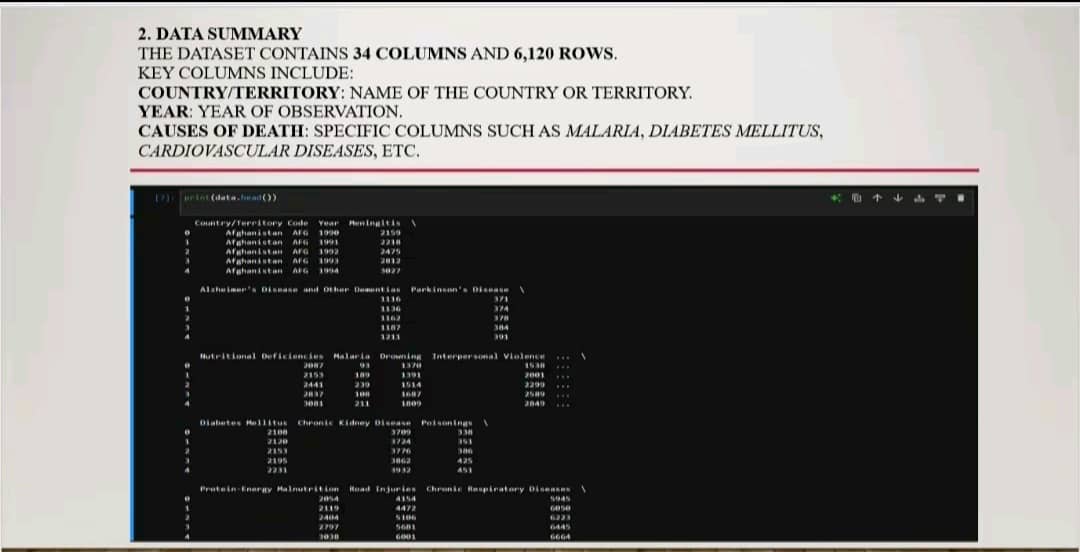 2. DATA SUMMARY
THE DATASET CONTAINS 34 COLUMNS AND 6,120 ROWS.
KEY COLUMNS INCLUDE:
COUNTRY/TERRITORY: NAME OF THE COUNTRY OR TERRITORY.
YEAR: YEAR OF OBSERVATION.
CAUSES OF DEATH: SPECIFIC COLUMNS SUCH AS MALARIA, DIABETES MELLITUS,
CARDIOVASCULAR DISEASES, ETC.
[7]: print(data.head())
Country/Territory Code Year Meningitis \
0 Afghanistan AFG 1990 2159
1 Afghanistan AFG 1991 2218
2 Afghanistan AFG 1992 2475
3 Afghanistan AFG 1993 2812
4 Afghanistan AFG 1994 3027
Alzheimer's Disease and Other Dementias Parkinson's Disease \
0 1116 371
1 1136 374
2 1162 378
3 1187 384
4 1211 391
Nutritional Deficiencies Malaria Drowning Interpersonal Violence ... \
0 2087 93 1370 1538 ...
1 2153 189 1391 2001 ...
2 2441 239 1514 2299 ...
3 2837 108 1687 2589 ...
4 3081 211 1809 2849 ...
Diabetes Mellitus Chronic Kidney Disease Poisonings \
0 2108 3709 338
1 2120 3724 351
2 2153 3776 386
3 2195 3862 425
4 2231 3932 451
Protein-Energy Malnutrition Road Injuries Chronic Respiratory Diseases \
0 2054 4154 5945
1 2119 4472 6050
2 2404 5106 6223
3 2797 5681 6445
4 3038 6001 6664